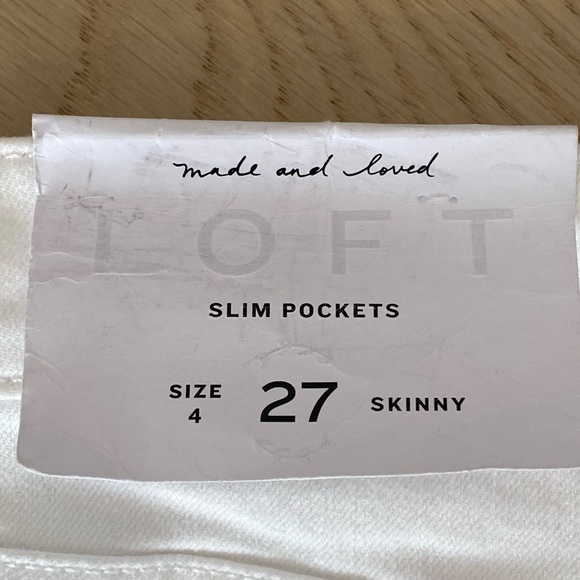 made and loved
LOFT
SLIM POCKETS
SIZE 4 27 SKINNY